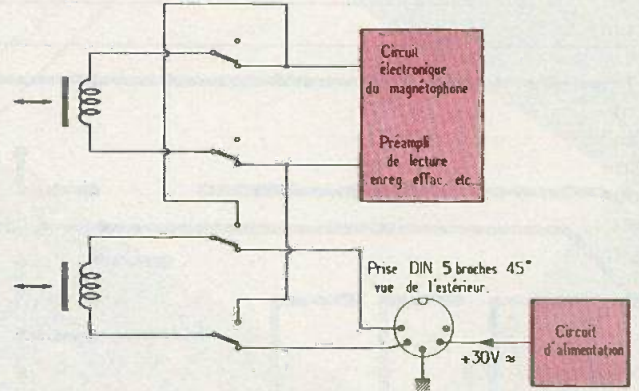 Circuit
électronique
du magnétophone
Préampli
de lecture
enreg. effac. etc.
Prise DIN 5 broches 45°
vue de l'extérieur.
Circuit
d'alimentation
+30V ≈